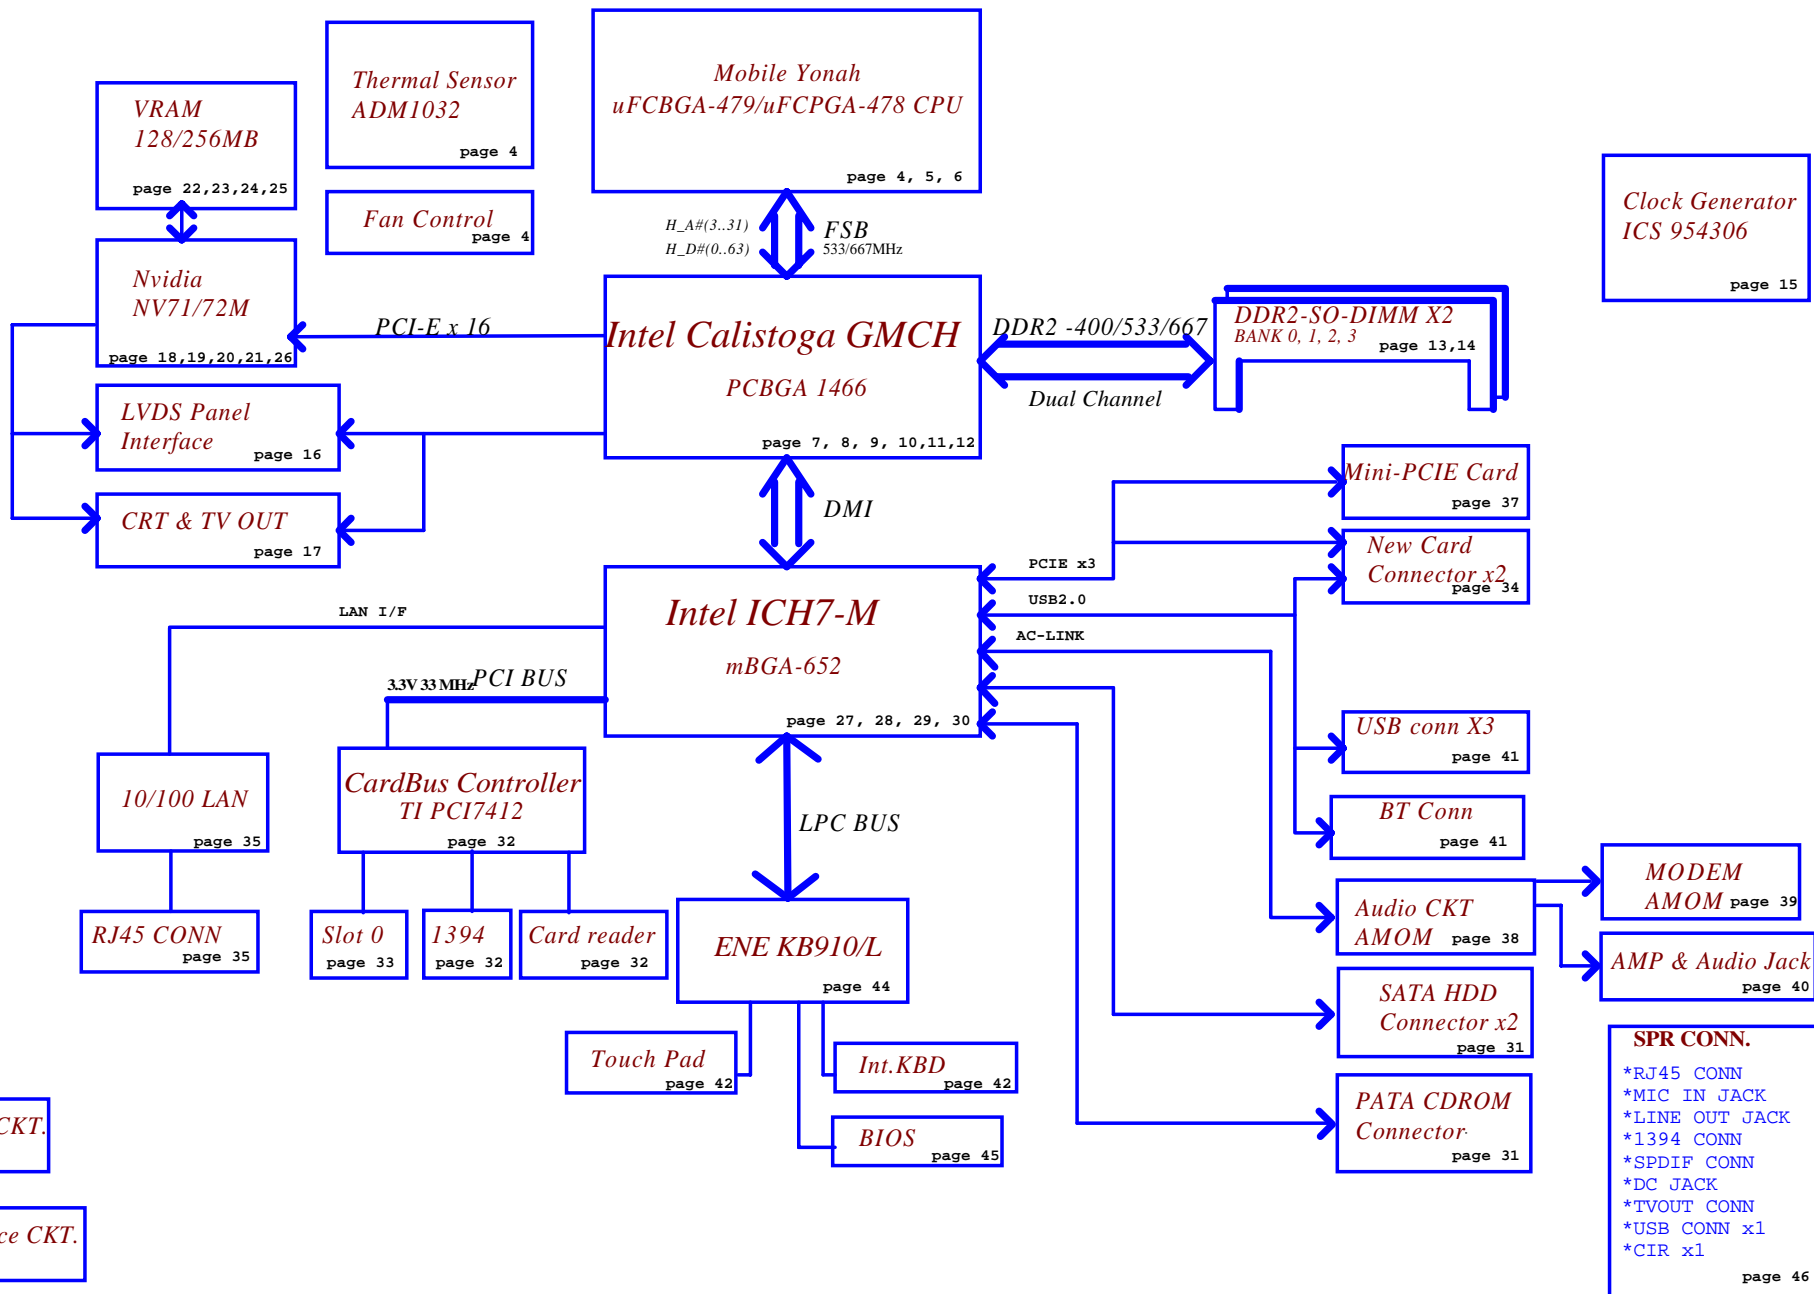 Thermal Sensor
ADM1032
page 4
Mobile Yonah
uFCBGA-479/uFCPGA-478 CPU
page 4, 5, 6
VRAM
128/256MB
page 22,23,24,25
Fan Control
page 4
Clock Generator
ICS 954306
page 15
H_A#(3..31)
H_D#(0..63)
FSB
533/667MHz
Nvidia
NV71/72M
page 18,19,20,21,26
PCI-E x 16
Intel Calistoga GMCH
PCBGA 1466
page 7, 8, 9, 10,11,12
DDR2 -400/533/667
Dual Channel
DDR2-SO-DIMM X2
BANK 0, 1, 2, 3
page 13,14
LVDS Panel
Interface
page 16
CRT & TV OUT
page 17
DMI
Mini-PCIE Card
page 37
New Card
Connector x2
page 34
PCIE x3
USB2.0
AC-LINK
LAN I/F
Intel ICH7-M
mBGA-652
page 27, 28, 29, 30
3.3V 33 MHz
PCI BUS
USB conn X3
page 41
BT Conn
page 41
10/100 LAN
page 35
CardBus Controller
TI PCI7412
page 32
LPC BUS
MODEM
AMOM page 39
Audio CKT
AMOM page 38
AMP & Audio Jack
page 40
RJ45 CONN
page 35
Slot 0
page 33
1394
page 32
Card reader
page 32
ENE KB910/L
page 44
SATA HDD
Connector x2
page 31
Touch Pad
page 42
Int.KBD
page 42
BIOS
page 45
PATA CDROM
Connector
page 31
SPR CONN.
*RJ45 CONN
*MIC IN JACK
*LINE OUT JACK
*1394 CONN
*SPDIF CONN
*DC JACK
*TVOUT CONN
*USB CONN x1
*CIR x1
page 46
CKT.
ce CKT.